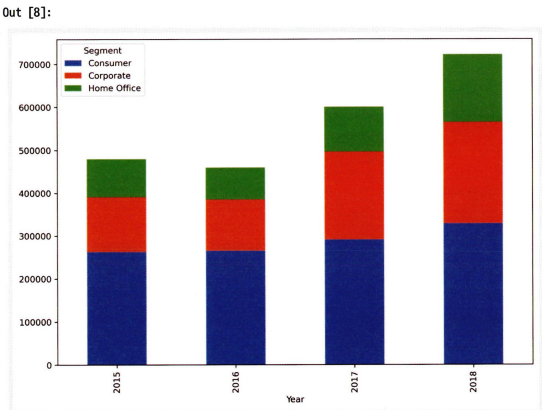 Out [8]:
Segment
Consumer
Corporate
Home Office
700000
600000
500000
400000
300000
200000
100000
0
2015
2016
2017
2018
Year